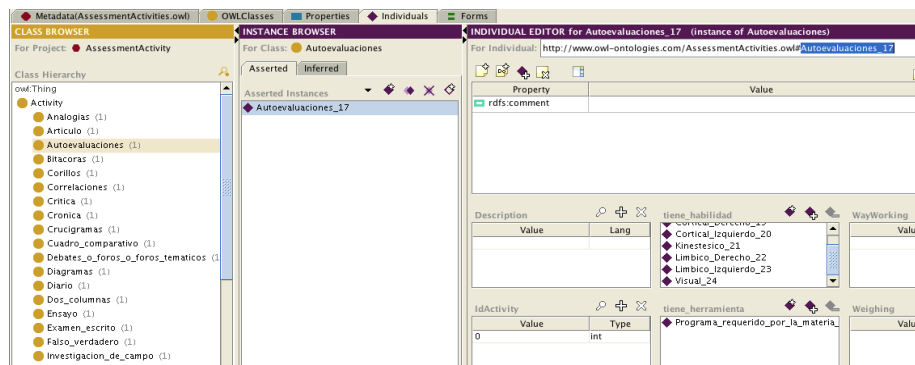 Metadata(AssessmentActivities.owl) OWLClasses Properties Individuals Forms
CLASS BROWSER
For Project: AssessmentActivity
Class Hierarchy
owl:Thing
Activity
Analogias (1)
Articulo (1)
Autoevaluaciones (1)
Bitacoras (1)
Corillos (1)
Correlaciones (1)
Critica (1)
Cronica (1)
Crucigramas (1)
Cuadro_comparativo (1)
Debates_o_foros_o_foros_tematicos (1
Diagramas (1)
Diario (1)
Dos_columnas (1)
Ensayo (1)
Examen_escrito (1)
Falso_verdadero (1)
Investigacion_de_campo (1)
INSTANCE BROWSER
For Class: Autoevaluaciones
Asserted Inferred
Asserted Instances
Autoevaluaciones_17
INDIVIDUAL EDITOR for Autoevaluaciones_17 (instance of Autoevaluaciones)
For Individual: http://www.owl-ontologies.com/AssessmentActivities.owl#Autoevaluaciones_17
Property Value
rdfs:comment
Description
Value Lang
tiene_habilidad
Cortical_Derecho_19
Cortical_Izquierdo_20
Kinestesico_21
Limbico_Derecho_22
Limbico_Izquierdo_23
Visual_24
WayWorking
Valu
IdActivity
Value Type
0 int
tiene_herramienta
Programa_requerido_por_la_materia_
Weighing
Valu